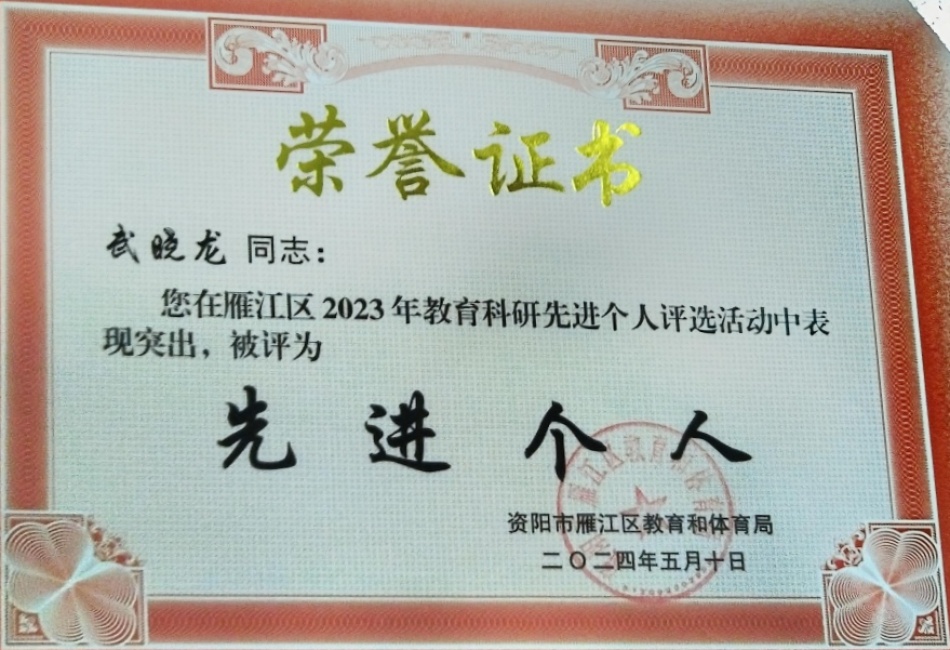 荣誉证书
武晓龙 同志：
您在雁江区2023年教育科研先进个人评选活动中表
现突出，被评为
先进个人
资阳市雁江区教育和体育局
二〇二四年五月十日